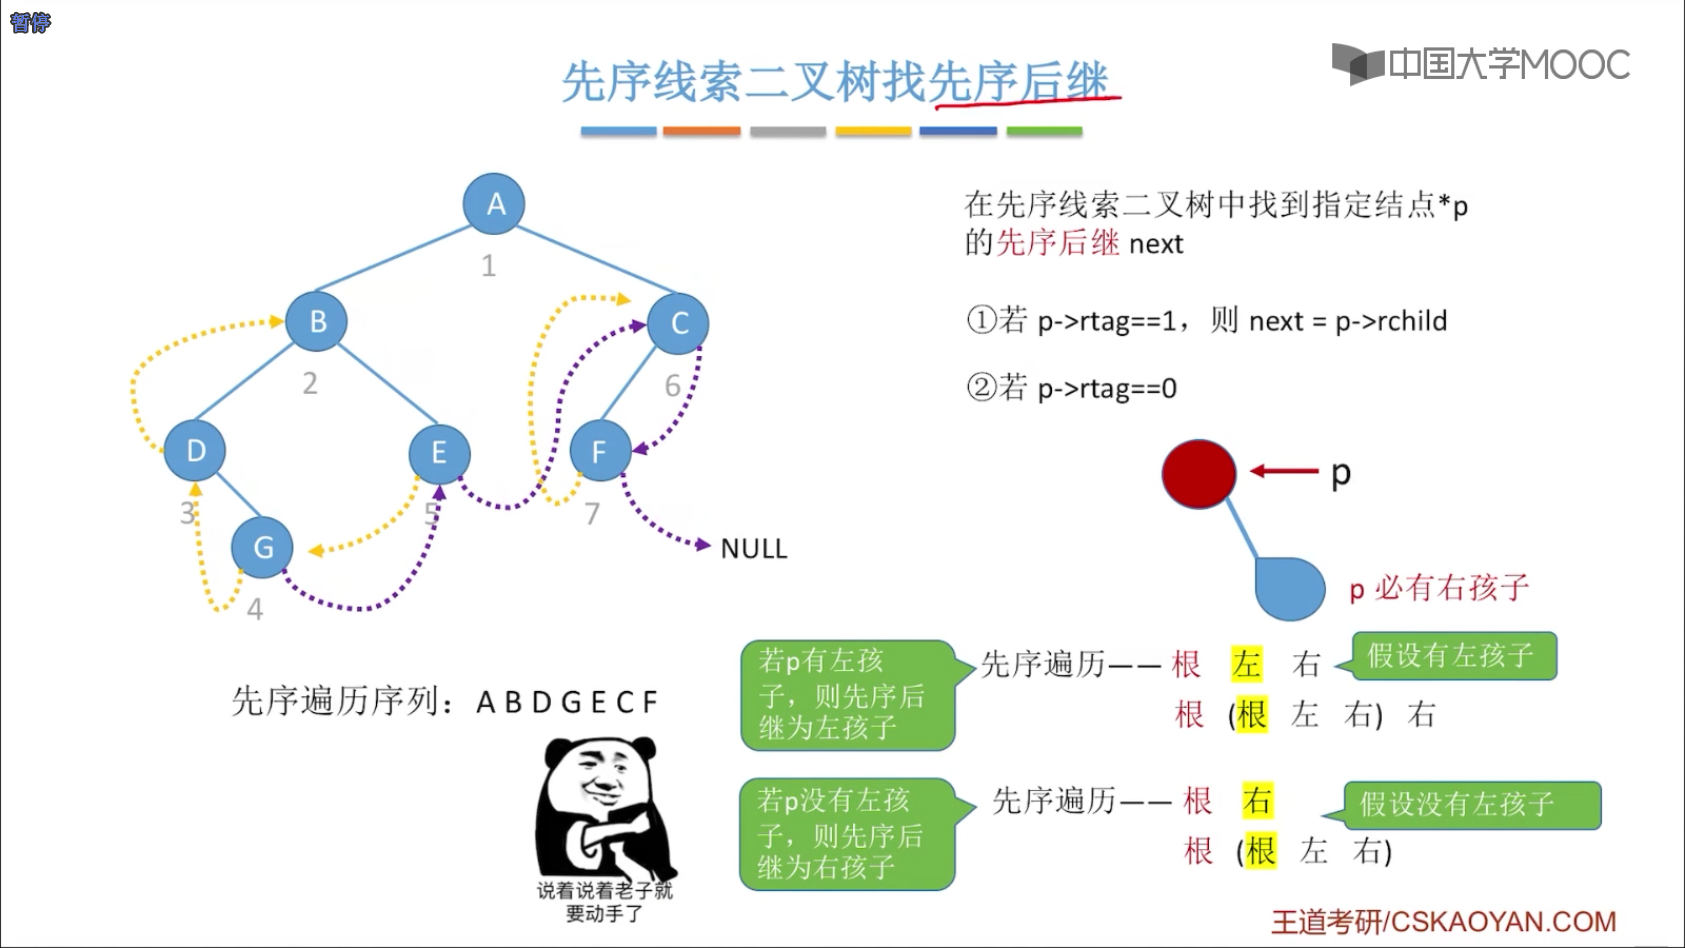 暂停
中国大学MOOC
先序线索二叉树找先序后继
A
1
B
C
2
6
D
E
F
3
5
7
G
NULL
4
先序遍历序列：A B D G E C F
说着说着老子就
要动手了
在先序线索二叉树中找到指定结点*p
的先序后继 next
①若 p->rtag==1，则 next = p->rchild
②若 p->rtag==0
p
p 必有右孩子
若p有左孩
子，则先序后
继为左孩子
先序遍历—— 根 左 右
假设有左孩子
根 (根 左 右) 右
若p没有左孩
子，则先序后
继为右孩子
先序遍历—— 根 右
假设没有左孩子
根 (根 左 右)
王道考研/CSKAOYAN.COM